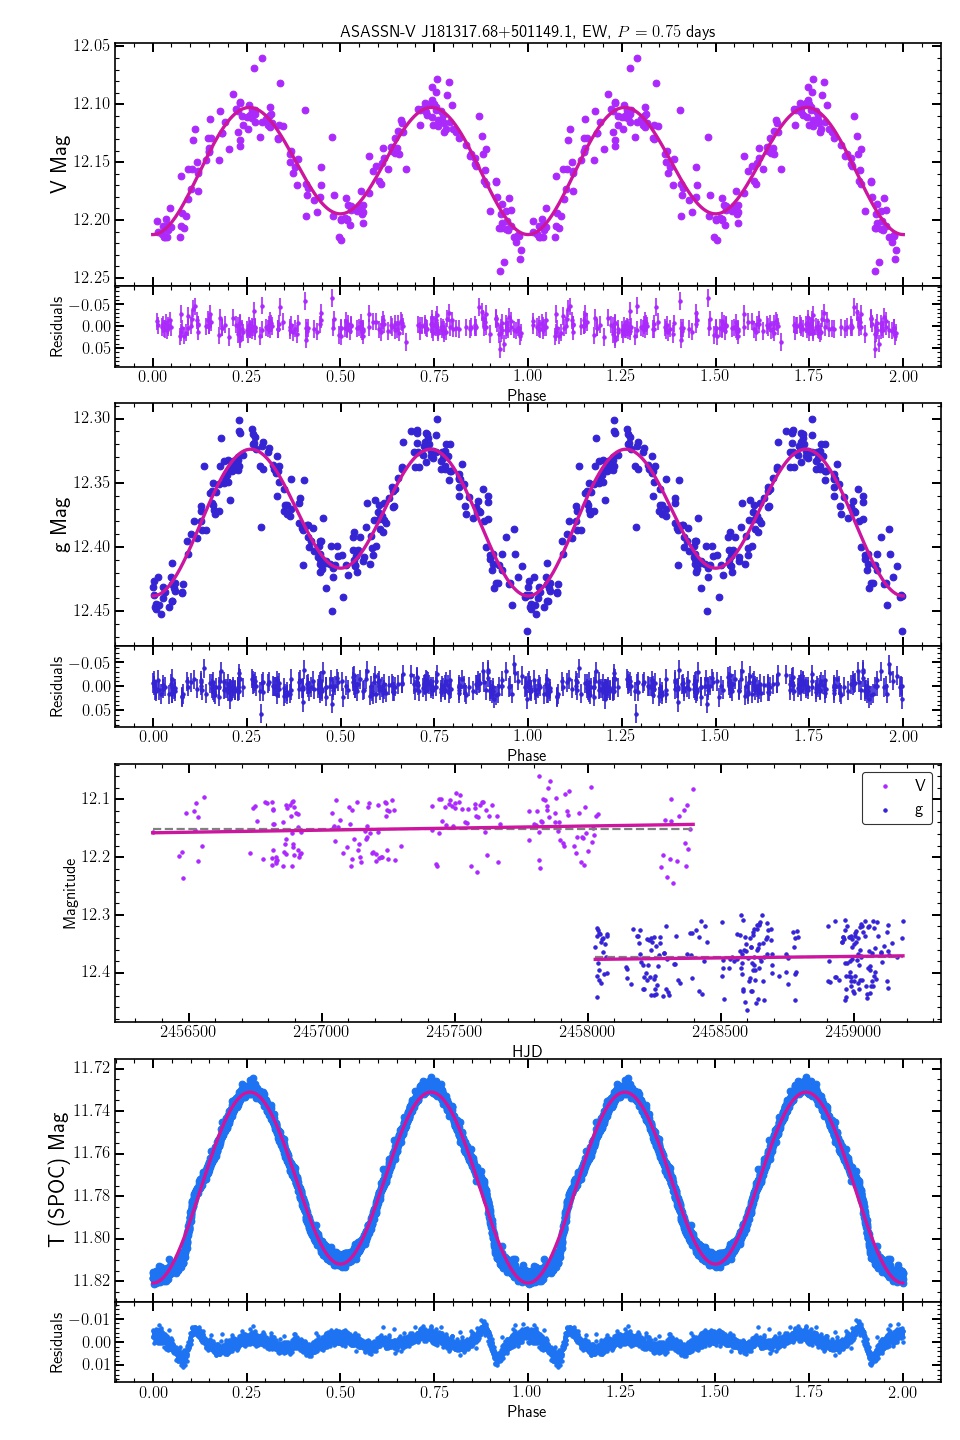 ASASSN-V J181317.68+501149.1, EW, P = 0.75 days
12.05
12.10
12.15
12.20
12.25
V Mag
−0.05
0.00
0.05
Residuals
0.00 0.25 0.50 0.75 1.00 1.25 1.50 1.75 2.00
Phase
12.30
12.35
12.40
12.45
g Mag
−0.05
0.00
0.05
Residuals
0.00 0.25 0.50 0.75 1.00 1.25 1.50 1.75 2.00
Phase
12.1
12.2
12.3
12.4
Magnitude
V
g
2456500 2457000 2457500 2458000 2458500 2459000
HJD
11.72
11.74
11.76
11.78
11.80
11.82
T (SPOC) Mag
−0.01
0.00
0.01
Residuals
0.00 0.25 0.50 0.75 1.00 1.25 1.50 1.75 2.00
Phase